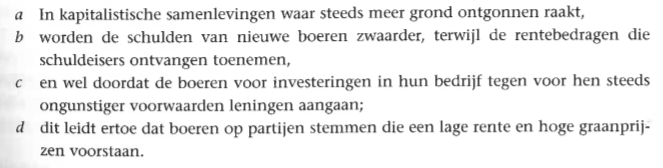 a In kapitalistische samenlevingen waar steeds meer grond ontgonnen raakt,
b worden de schulden van nieuwe boeren zwaarder, terwijl de rentebedragen die
schuldeisers ontvangen toenemen,
c en wel doordat de boeren voor investeringen in hun bedrijf tegen voor hen steeds
ongunstiger voorwaarden leningen aangaan;
d dit leidt ertoe dat boeren op partijen stemmen die een lage rente en hoge graanprij-
zen voorstaan.